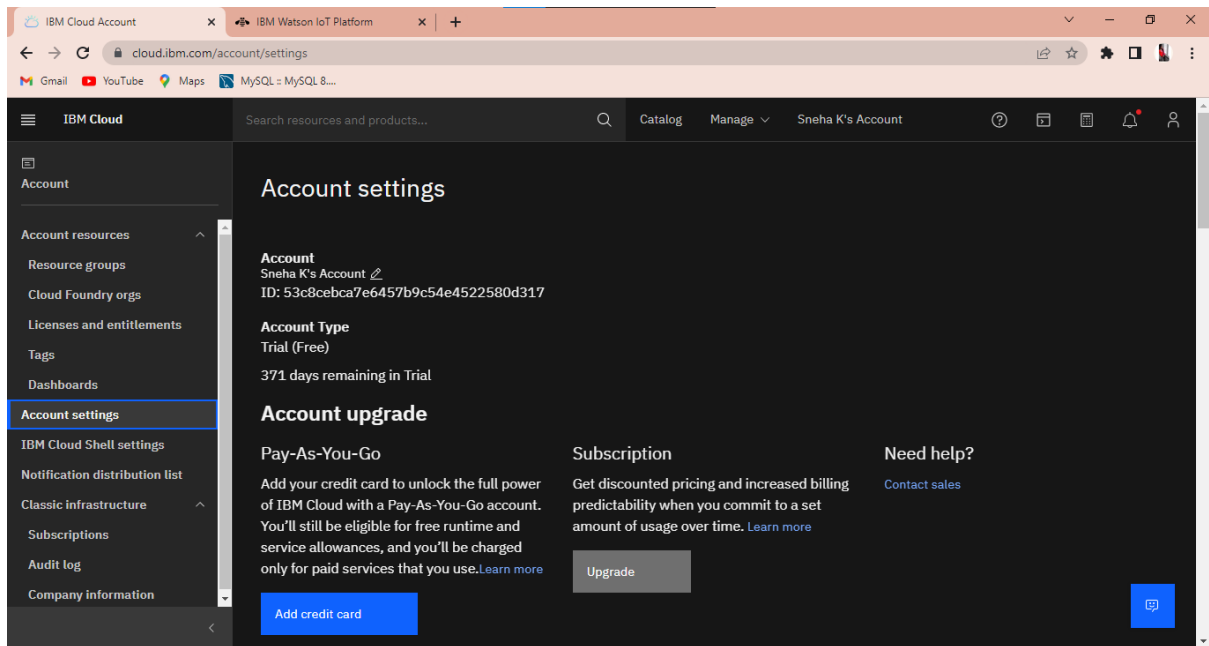 IBM Cloud Account
IBM Watson IoT Platform
cloud.ibm.com/account/settings
Gmail YouTube Maps MySQL :: MySQL 8....
IBM Cloud
Search resources and products...
Catalog Manage Sneha K's Account
Account
Account resources
Resource groups
Cloud Foundry orgs
Licenses and entitlements
Tags
Dashboards
Account settings
IBM Cloud Shell settings
Notification distribution list
Classic infrastructure
Subscriptions
Audit log
Company information
Account settings
Account
Sneha K's Account
ID: 53c8cebca7e6457b9c54e4522580d317
Account Type
Trial (Free)
371 days remaining in Trial
Account upgrade
Pay-As-You-Go
Add your credit card to unlock the full power
of IBM Cloud with a Pay-As-You-Go account.
You'll still be eligible for free runtime and
service allowances, and you'll be charged
only for paid services that you use.Learn more
Add credit card
Subscription
Get discounted pricing and increased billing
predictability when you commit to a set
amount of usage over time. Learn more
Upgrade
Need help?
Contact sales